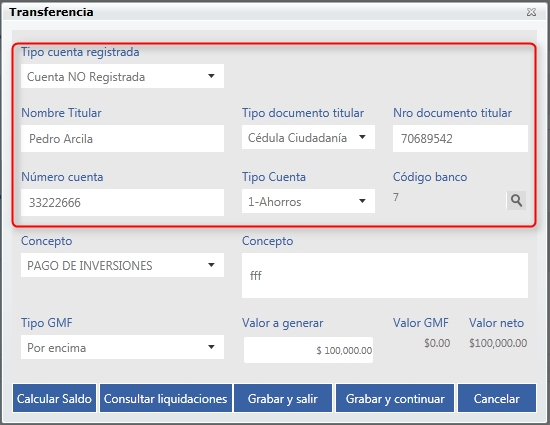 Transferencia
Tipo cuenta registrada
Cuenta NO Registrada
Nombre Titular Tipo documento titular Nro documento titular
Pedro Arcila Cédula Ciudadanía 70689542
Número cuenta Tipo Cuenta Código banco
33222666 1-Ahorros 7
Concepto Concepto
PAGO DE INVERSIONES fff
Tipo GMF Valor a generar Valor GMF Valor neto
Por encima $ 100,000.00 $0.00 $100,000.00
Calcular Saldo Consultar liquidaciones Grabar y salir Grabar y continuar Cancelar